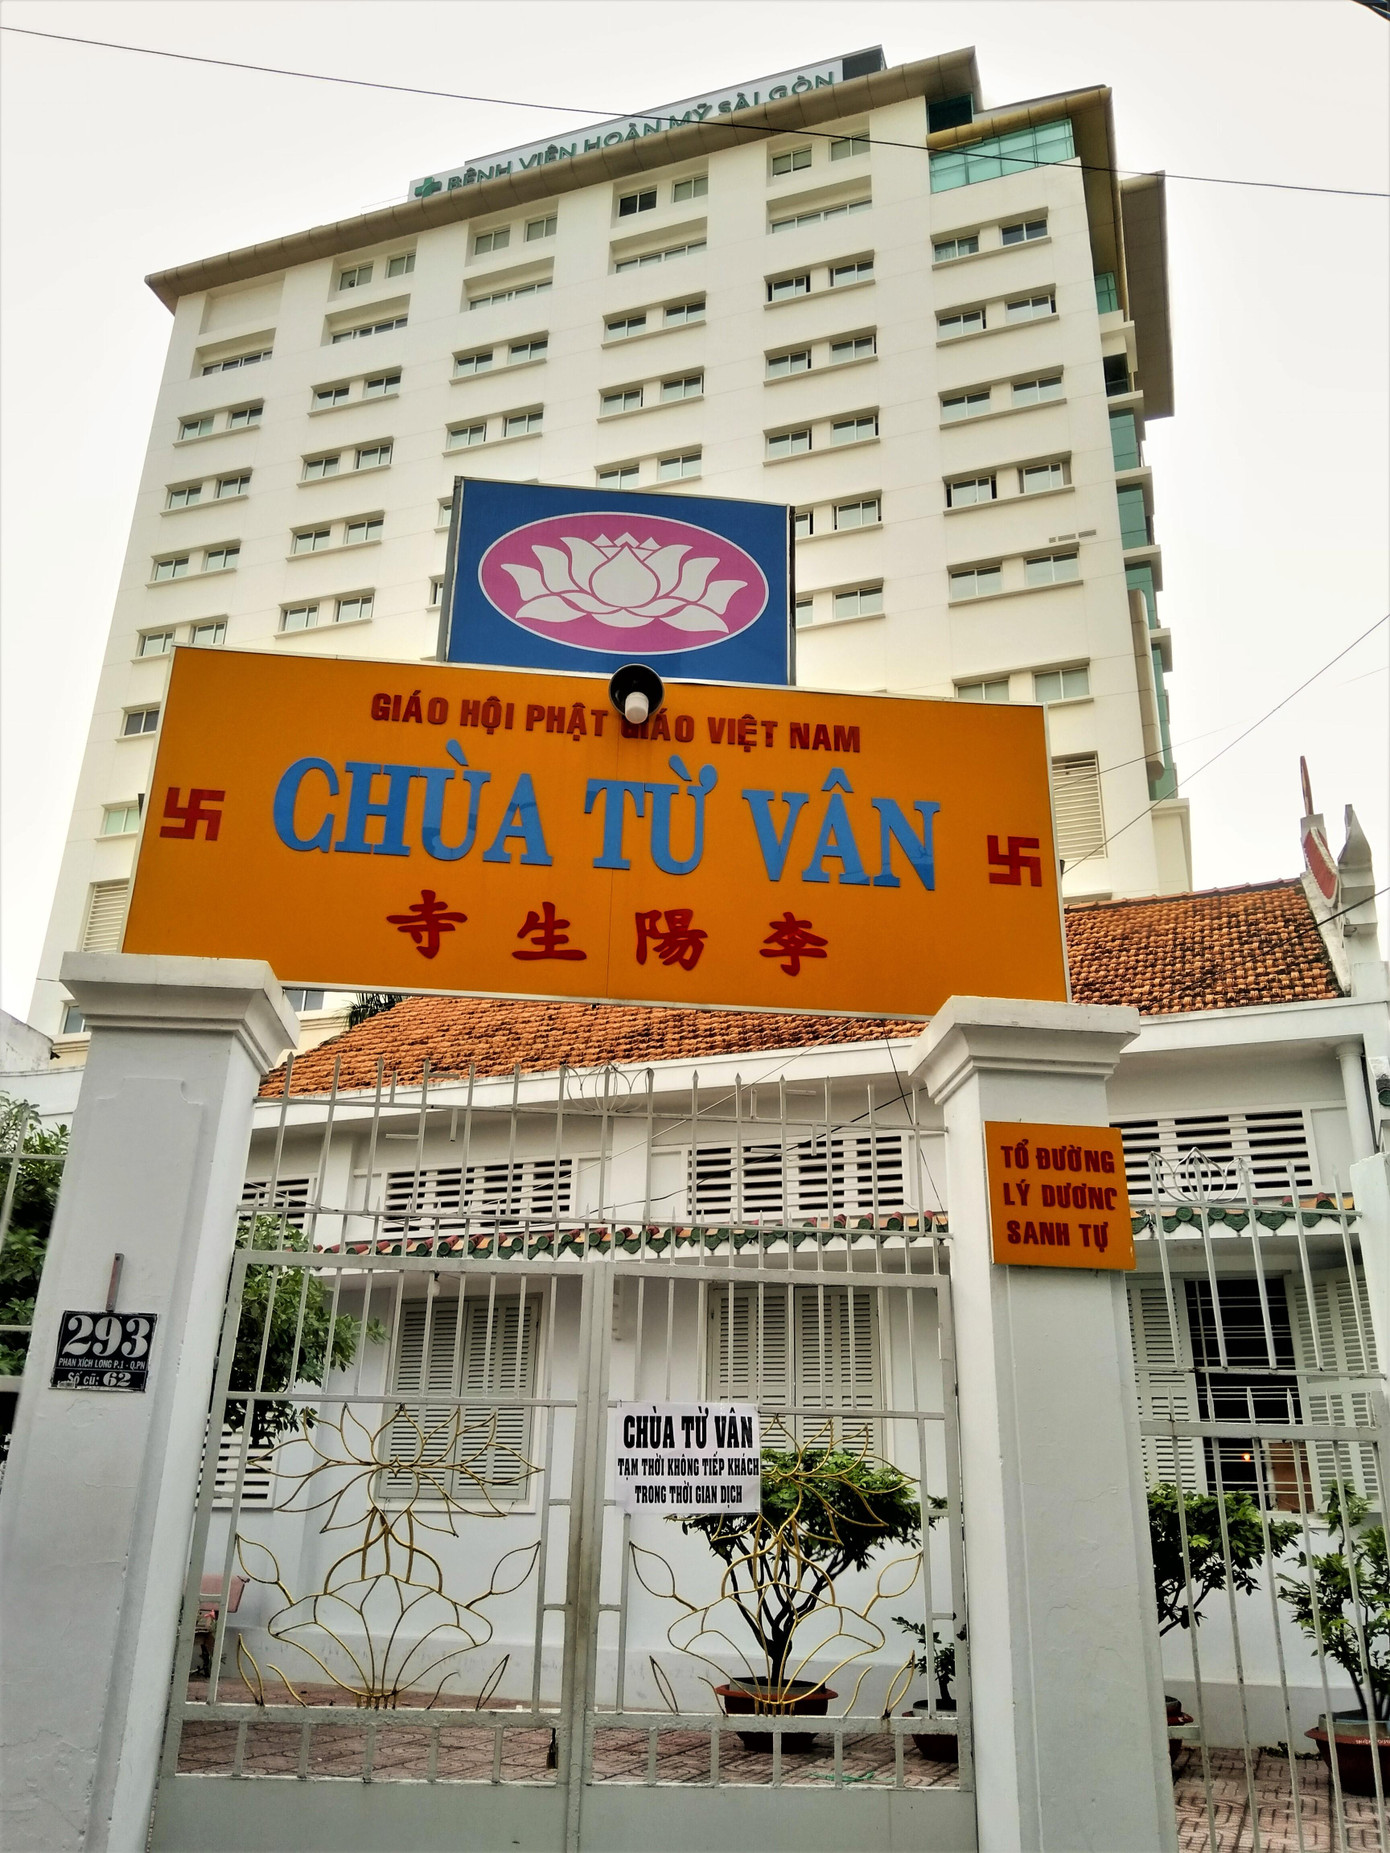 BỆNH VIỆN HOÀN MỸ SÀI GÒN
GIÁO HỘI PHẬT GIÁO VIỆT NAM
CHÙA TỪ VÂN
寺生陽李
TỔ ĐƯỜNG
LÝ DƯƠNG
SANH TỰ
293
PHAN XÍCH LONG P.1 - Q.PN
Số cũ: 62
CHÙA TỪ VÂN
TẠM THỜI KHÔNG TIẾP KHÁCH
TRONG THỜI GIAN DỊCH